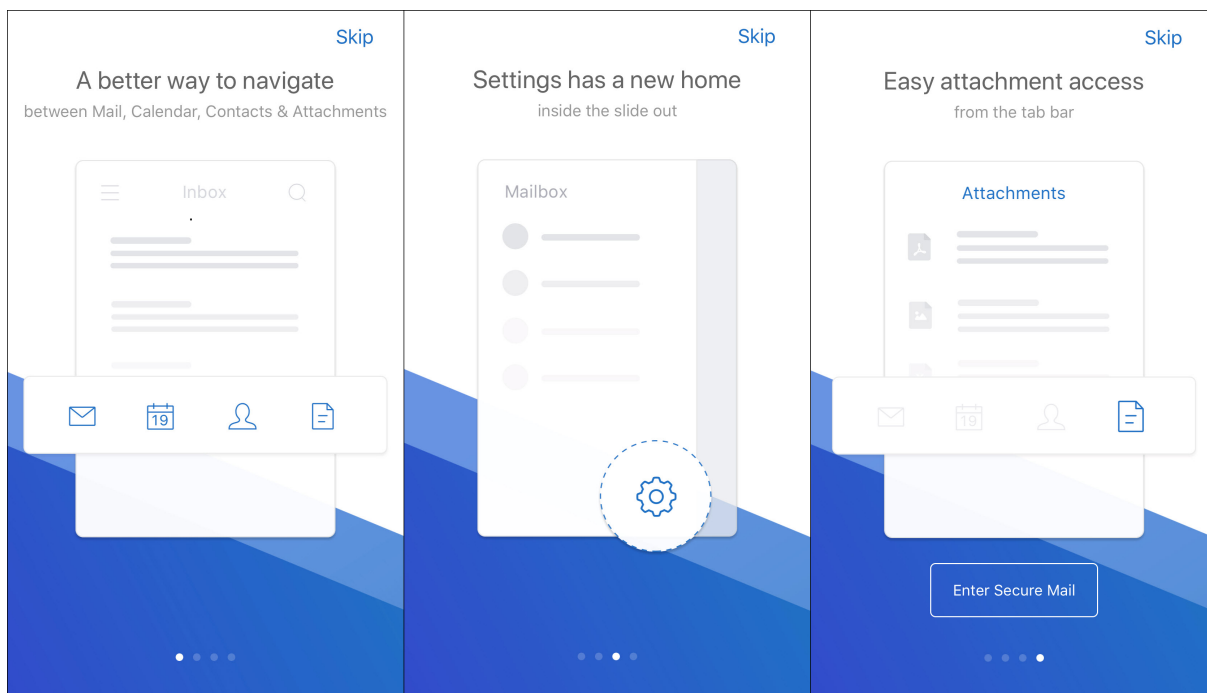 Skip
A better way to navigate
between Mail, Calendar, Contacts & Attachments
Inbox
19
Skip
Settings has a new home
inside the slide out
Mailbox
Skip
Easy attachment access
from the tab bar
Attachments
19
Enter Secure Mail